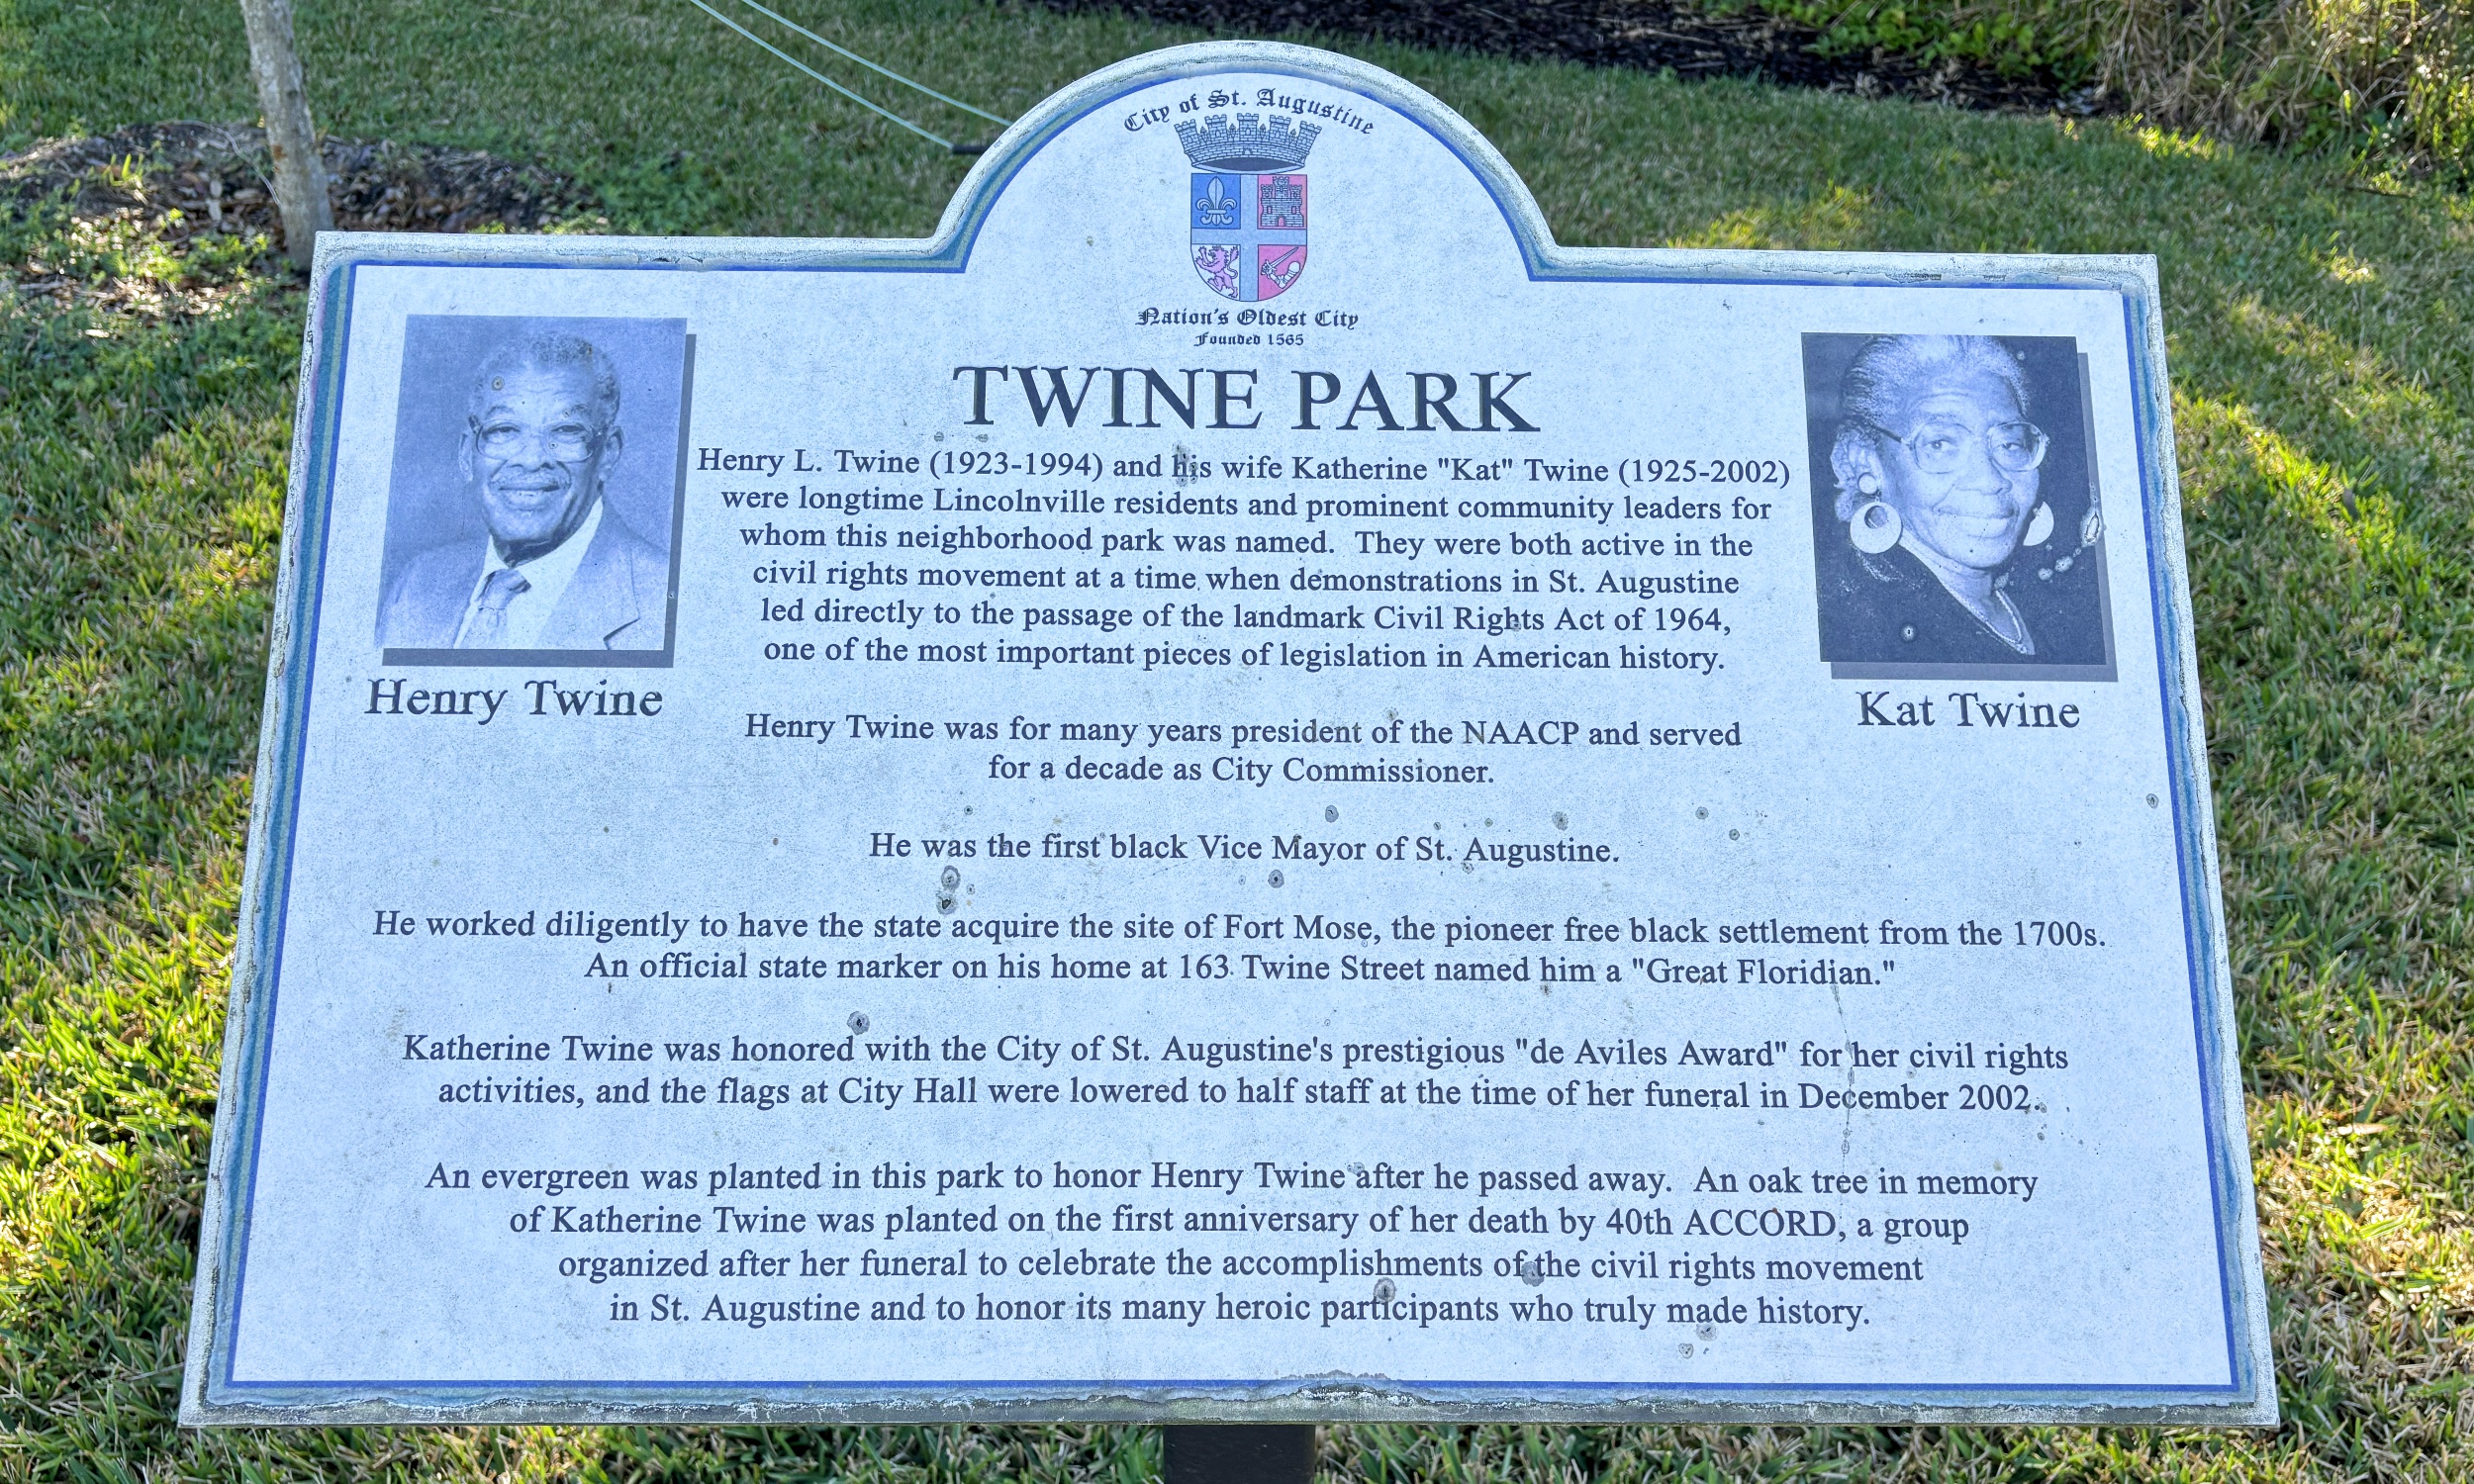 City of St. Augustine
Nation's Oldest City
Founded 1565
TWINE PARK
Henry L. Twine (1923-1994) and his wife Katherine "Kat" Twine (1925-2002)
were longtime Lincolnville residents and prominent community leaders for
whom this neighborhood park was named. They were both active in the
civil rights movement at a time when demonstrations in St. Augustine
led directly to the passage of the landmark Civil Rights Act of 1964,
one of the most important pieces of legislation in American history.
Henry Twine
Kat Twine
Henry Twine was for many years president of the NAACP and served
for a decade as City Commissioner.
He was the first black Vice Mayor of St. Augustine.
He worked diligently to have the state acquire the site of Fort Mose, the pioneer free black settlement from the 1700s.
An official state marker on his home at 163 Twine Street named him a "Great Floridian."
Katherine Twine was honored with the City of St. Augustine's prestigious "de Aviles Award" for her civil rights
activities, and the flags at City Hall were lowered to half staff at the time of her funeral in December 2002.
An evergreen was planted in this park to honor Henry Twine after he passed away. An oak tree in memory
of Katherine Twine was planted on the first anniversary of her death by 40th ACCORD, a group
organized after her funeral to celebrate the accomplishments of the civil rights movement
in St. Augustine and to honor its many heroic participants who truly made history.